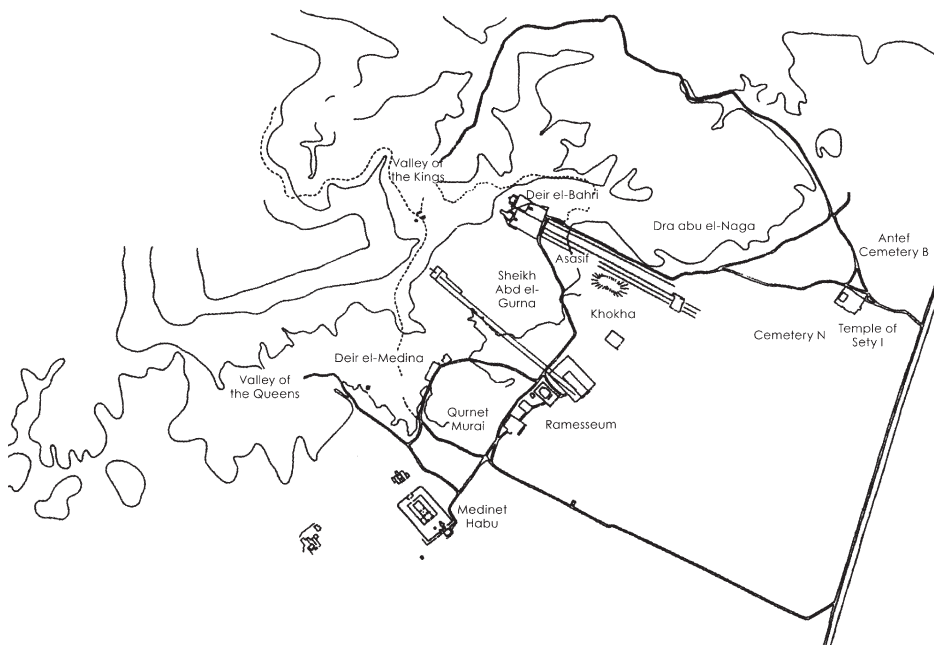 Valley of
the Kings
Deir el-Bahri
Dra abu el-Naga
Antef
Cemetery B
Asasif
Sheikh
Abd el-
Gurna
Khokha
Cemetery N
Temple of
Sety I
Deir el-Medina
Valley of
the Queens
Qurnet
Murai
Ramesseum
Medinet
Habu